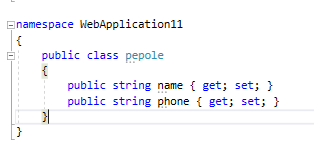 namespace WebApplication11
{
public class pepole
{
public string name { get; set; }
public string phone { get; set; }
}
}